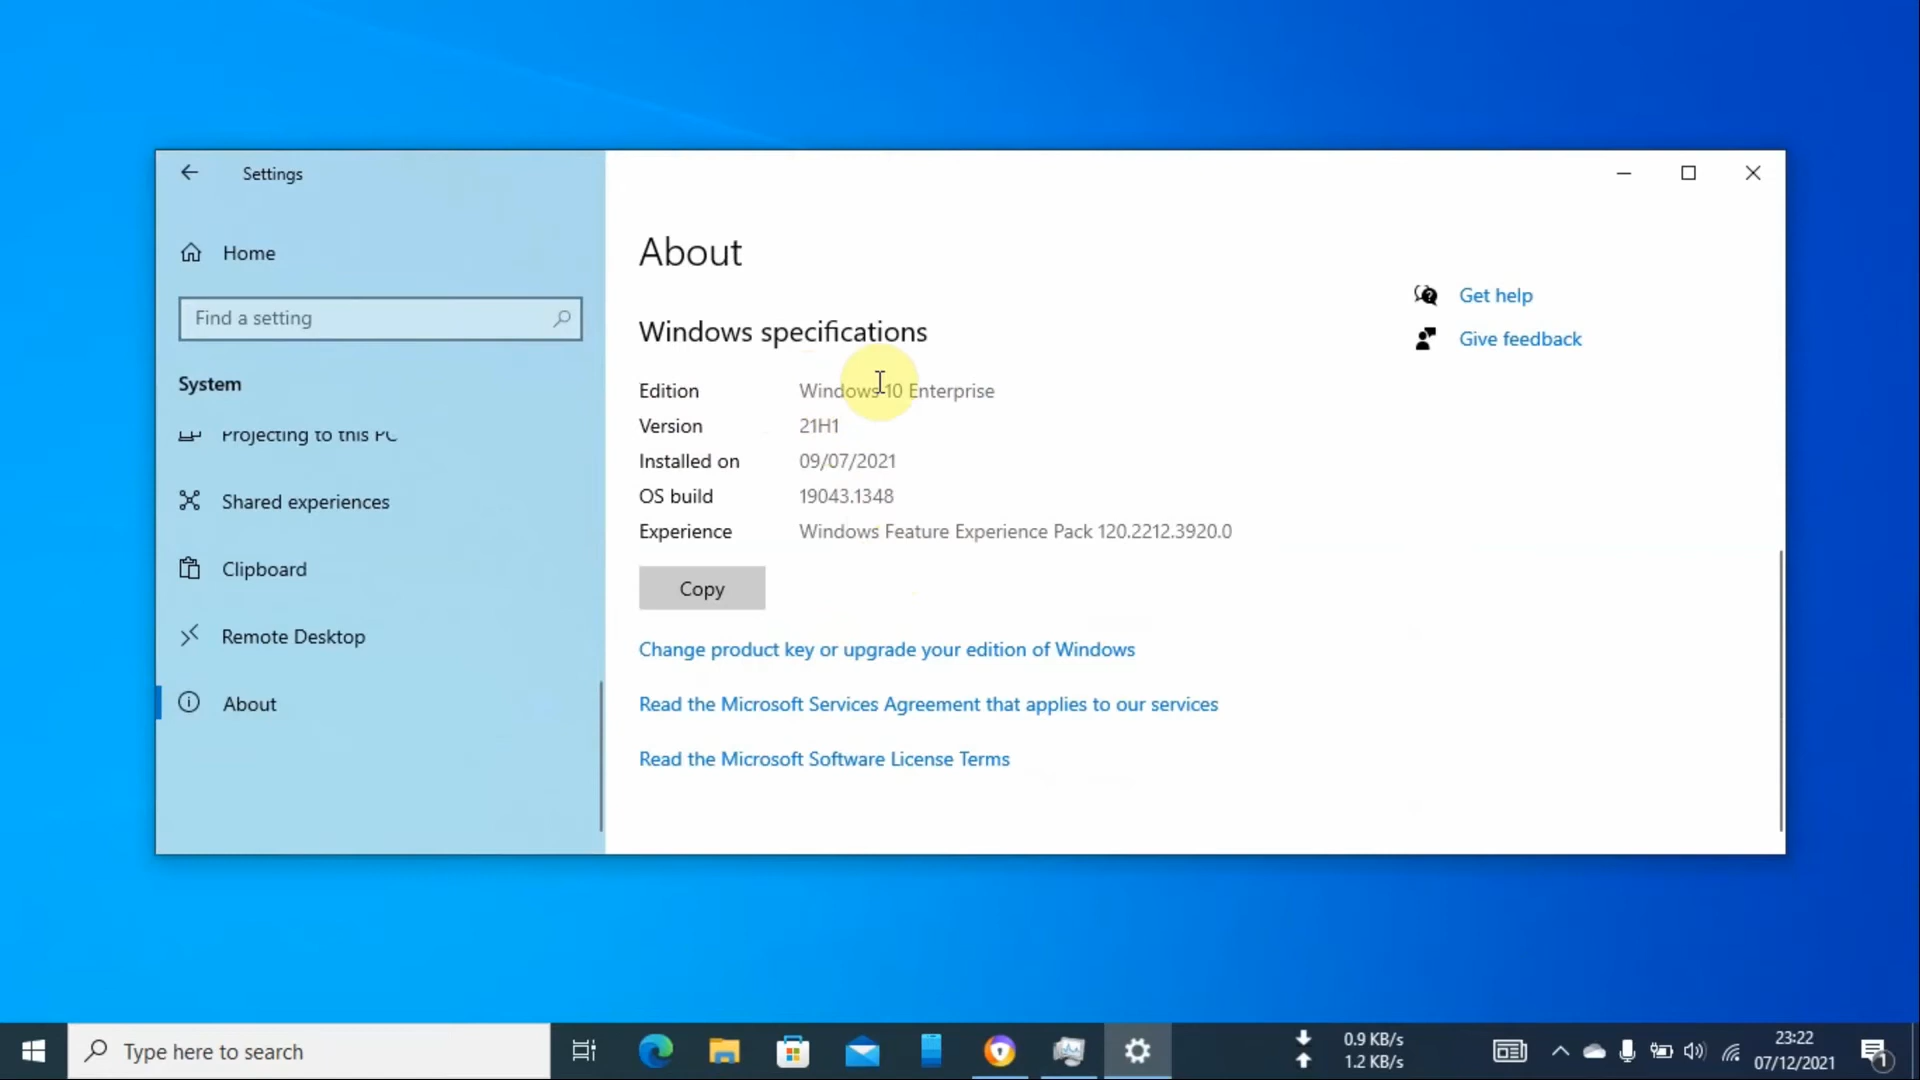 Settings
Home
Find a setting
System
Projecting to this PC
Shared experiences
Clipboard
Remote Desktop
About
About
Windows specifications
Edition Windows 10 Enterprise
Version 21H1
Installed on 09/07/2021
OS build 19043.1348
Experience Windows Feature Experience Pack 120.2212.3920.0
Copy
Change product key or upgrade your edition of Windows
Read the Microsoft Services Agreement that applies to our services
Read the Microsoft Software License Terms
Get help
Give feedback
Type here to search
0.9 KB/s
1.2 KB/s
23:22
07/12/2021
1